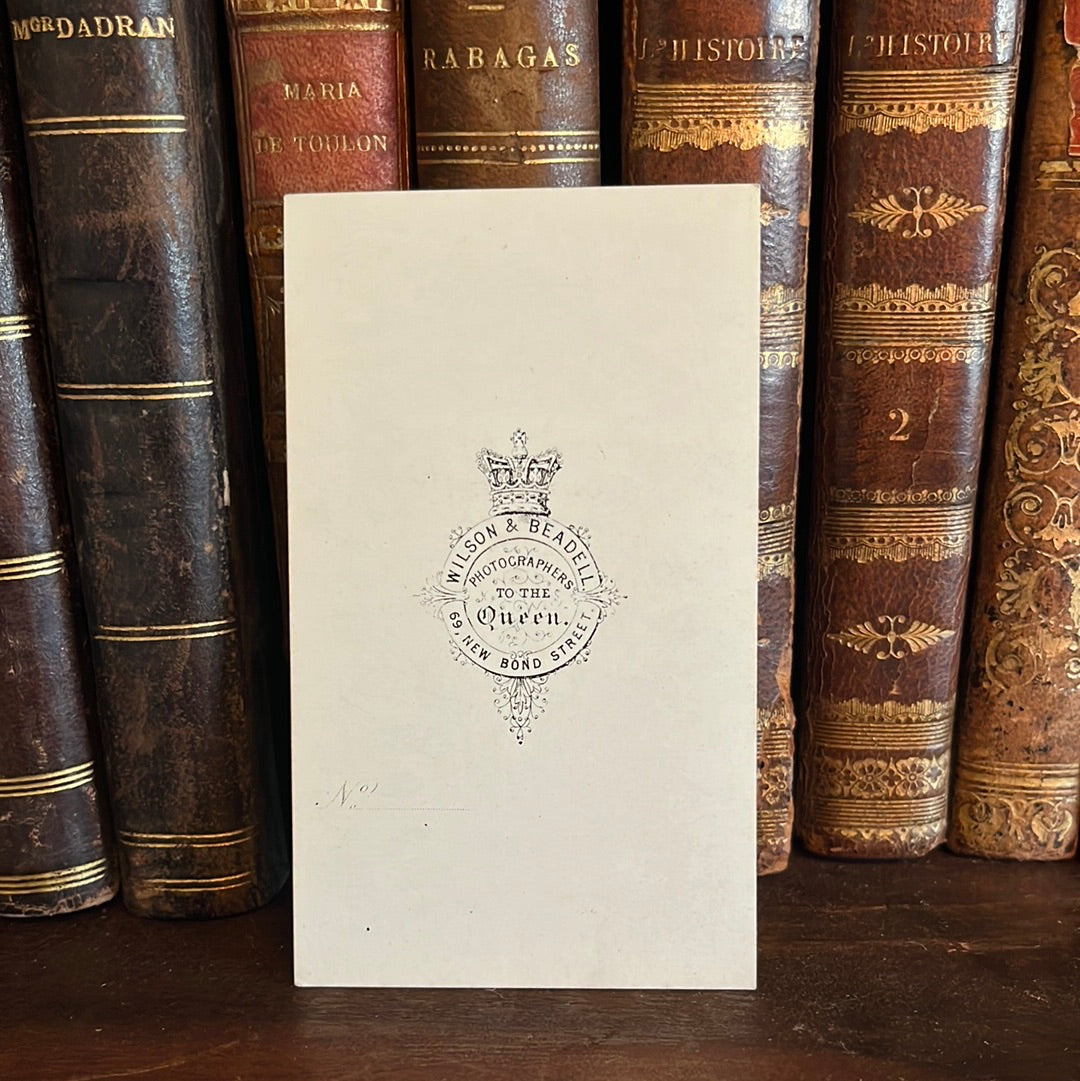 MGR DADRAN
MARIA
DE TOULON
RABAGAS
L'HISTOIRE
L'HISTOIRE
2
WILSON & BEADELL
PHOTOGRAPHERS
TO THE
Queen.
69, NEW BOND STREET
No